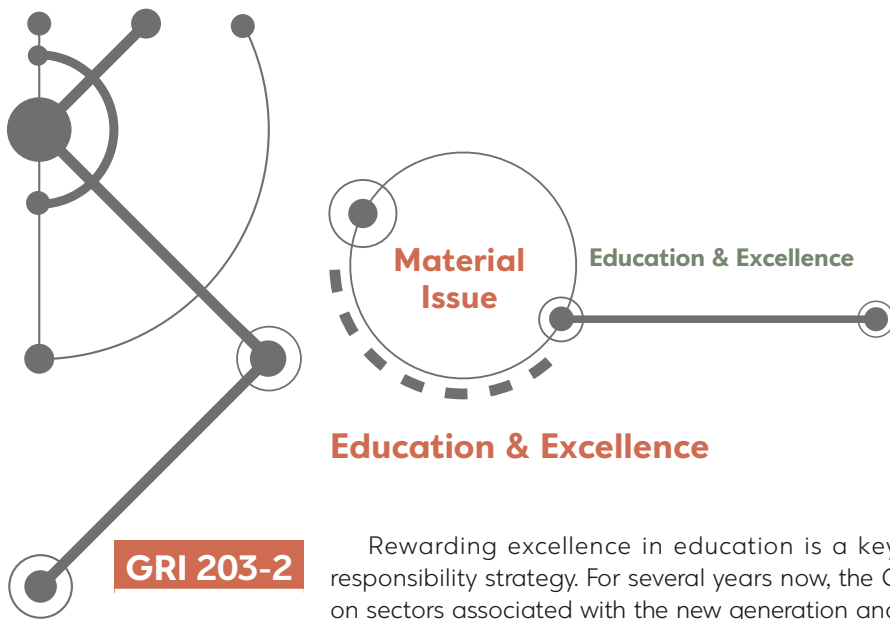 Material
Issue
Education & Excellence
Education & Excellence
GRI 203-2
Rewarding excellence in education is a key
responsibility strategy. For several years now, the
on sectors associated with the new generation and